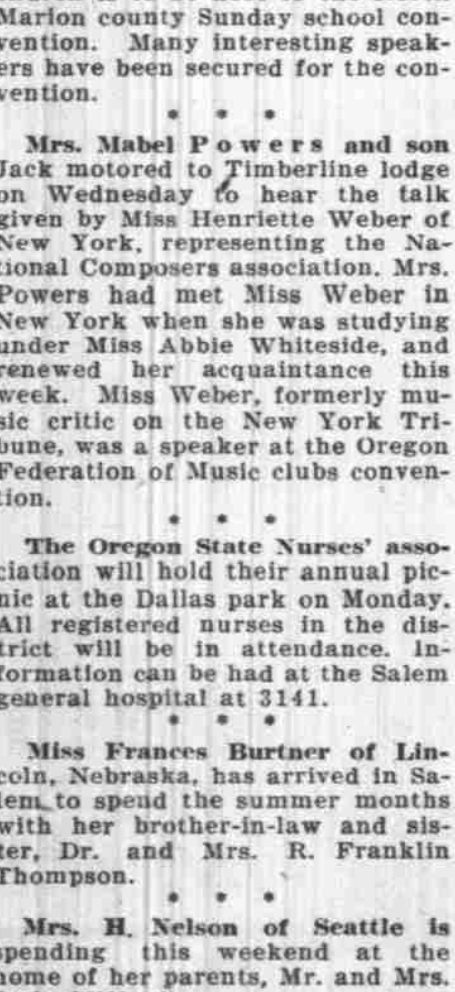 Marion county Sunday school con-
vention. Many interesting speak-
ers have been secured for the con-
vention.
* * *
Mrs. Mabel Powers and son
Jack motored to Timberline lodge
on Wednesday to hear the talk
given by Miss Henriette Weber of
New York, representing the Na-
tional Composers association. Mrs.
Powers had met Miss Weber in
New York when she was studying
under Miss Abbie Whiteside, and
renewed her acquaintance this
week. Miss Weber, formerly mu-
sic critic on the New York Tri-
bune, was a speaker at the Oregon
Federation of Music clubs conven-
tion.
* * *
The Oregon State Nurses' asso-
ciation will hold their annual pic-
nic at the Dallas park on Monday.
All registered nurses in the dis-
trict will be in attendance. In-
formation can be had at the Salem
general hospital at 3141.
* * *
Miss Frances Burtner of Lin-
coln, Nebraska, has arrived in Sa-
lem to spend the summer months
with her brother-in-law and sis-
ter, Dr. and Mrs. R. Franklin
Thompson.
* * *
Mrs. H. Nelson of Seattle is
spending this weekend at the
home of her parents, Mr. and Mrs.